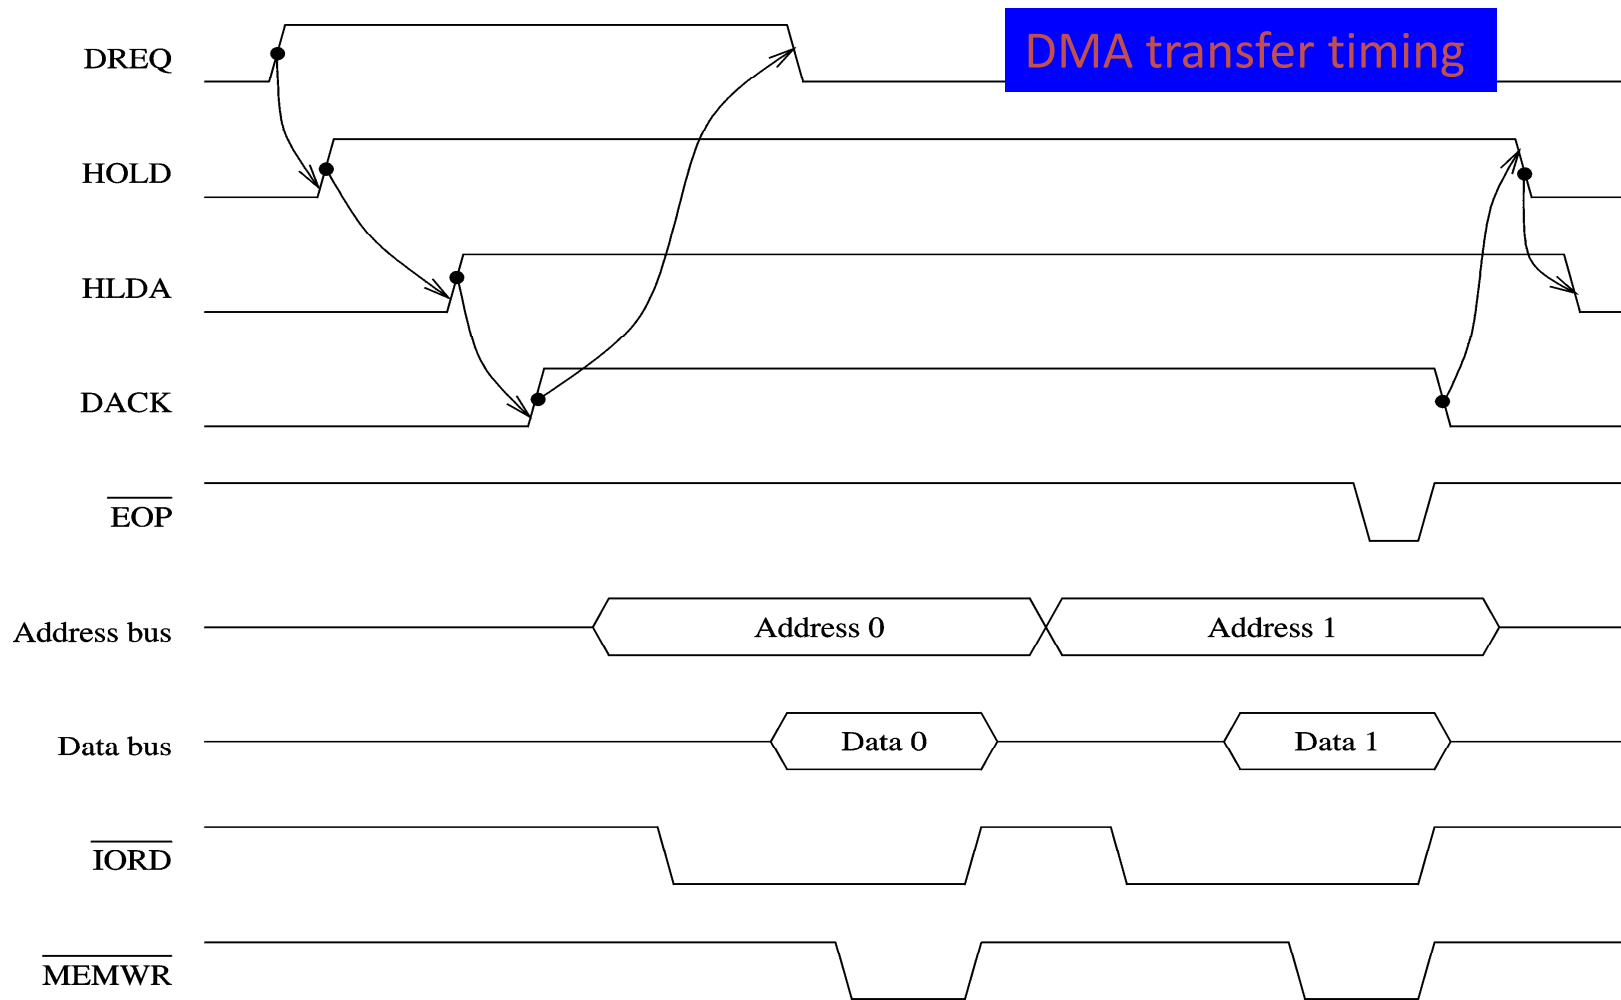 DMA transfer timing
DREQ
HOLD
HLDA
DACK
EOP
Address bus
Address 0
Address 1
Data bus
Data 0
Data 1
IORD
MEMWR